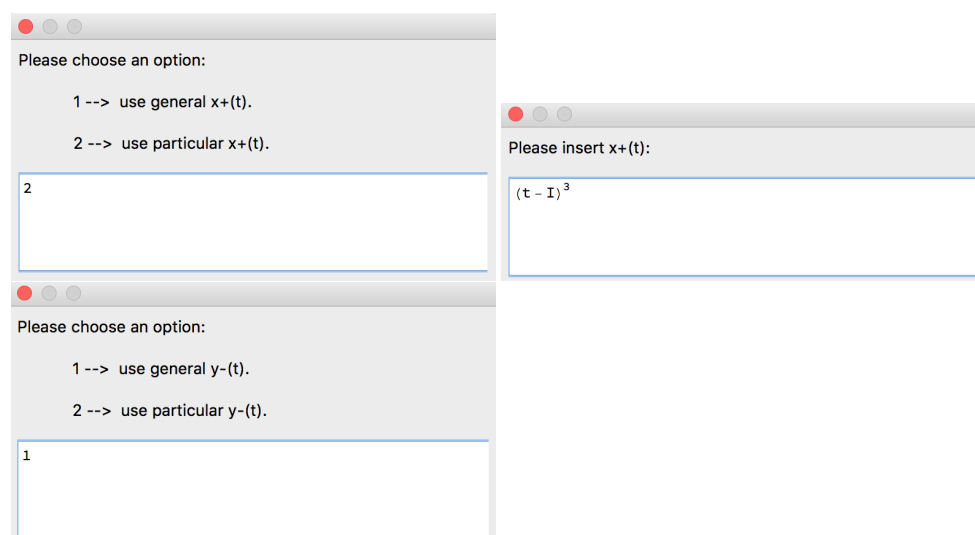 Please choose an option:
1 --> use general x+(t).
2 --> use particular x+(t).
2
Please insert x+(t):
(t – I)³
Please choose an option:
1 --> use general y-(t).
2 --> use particular y-(t).
1